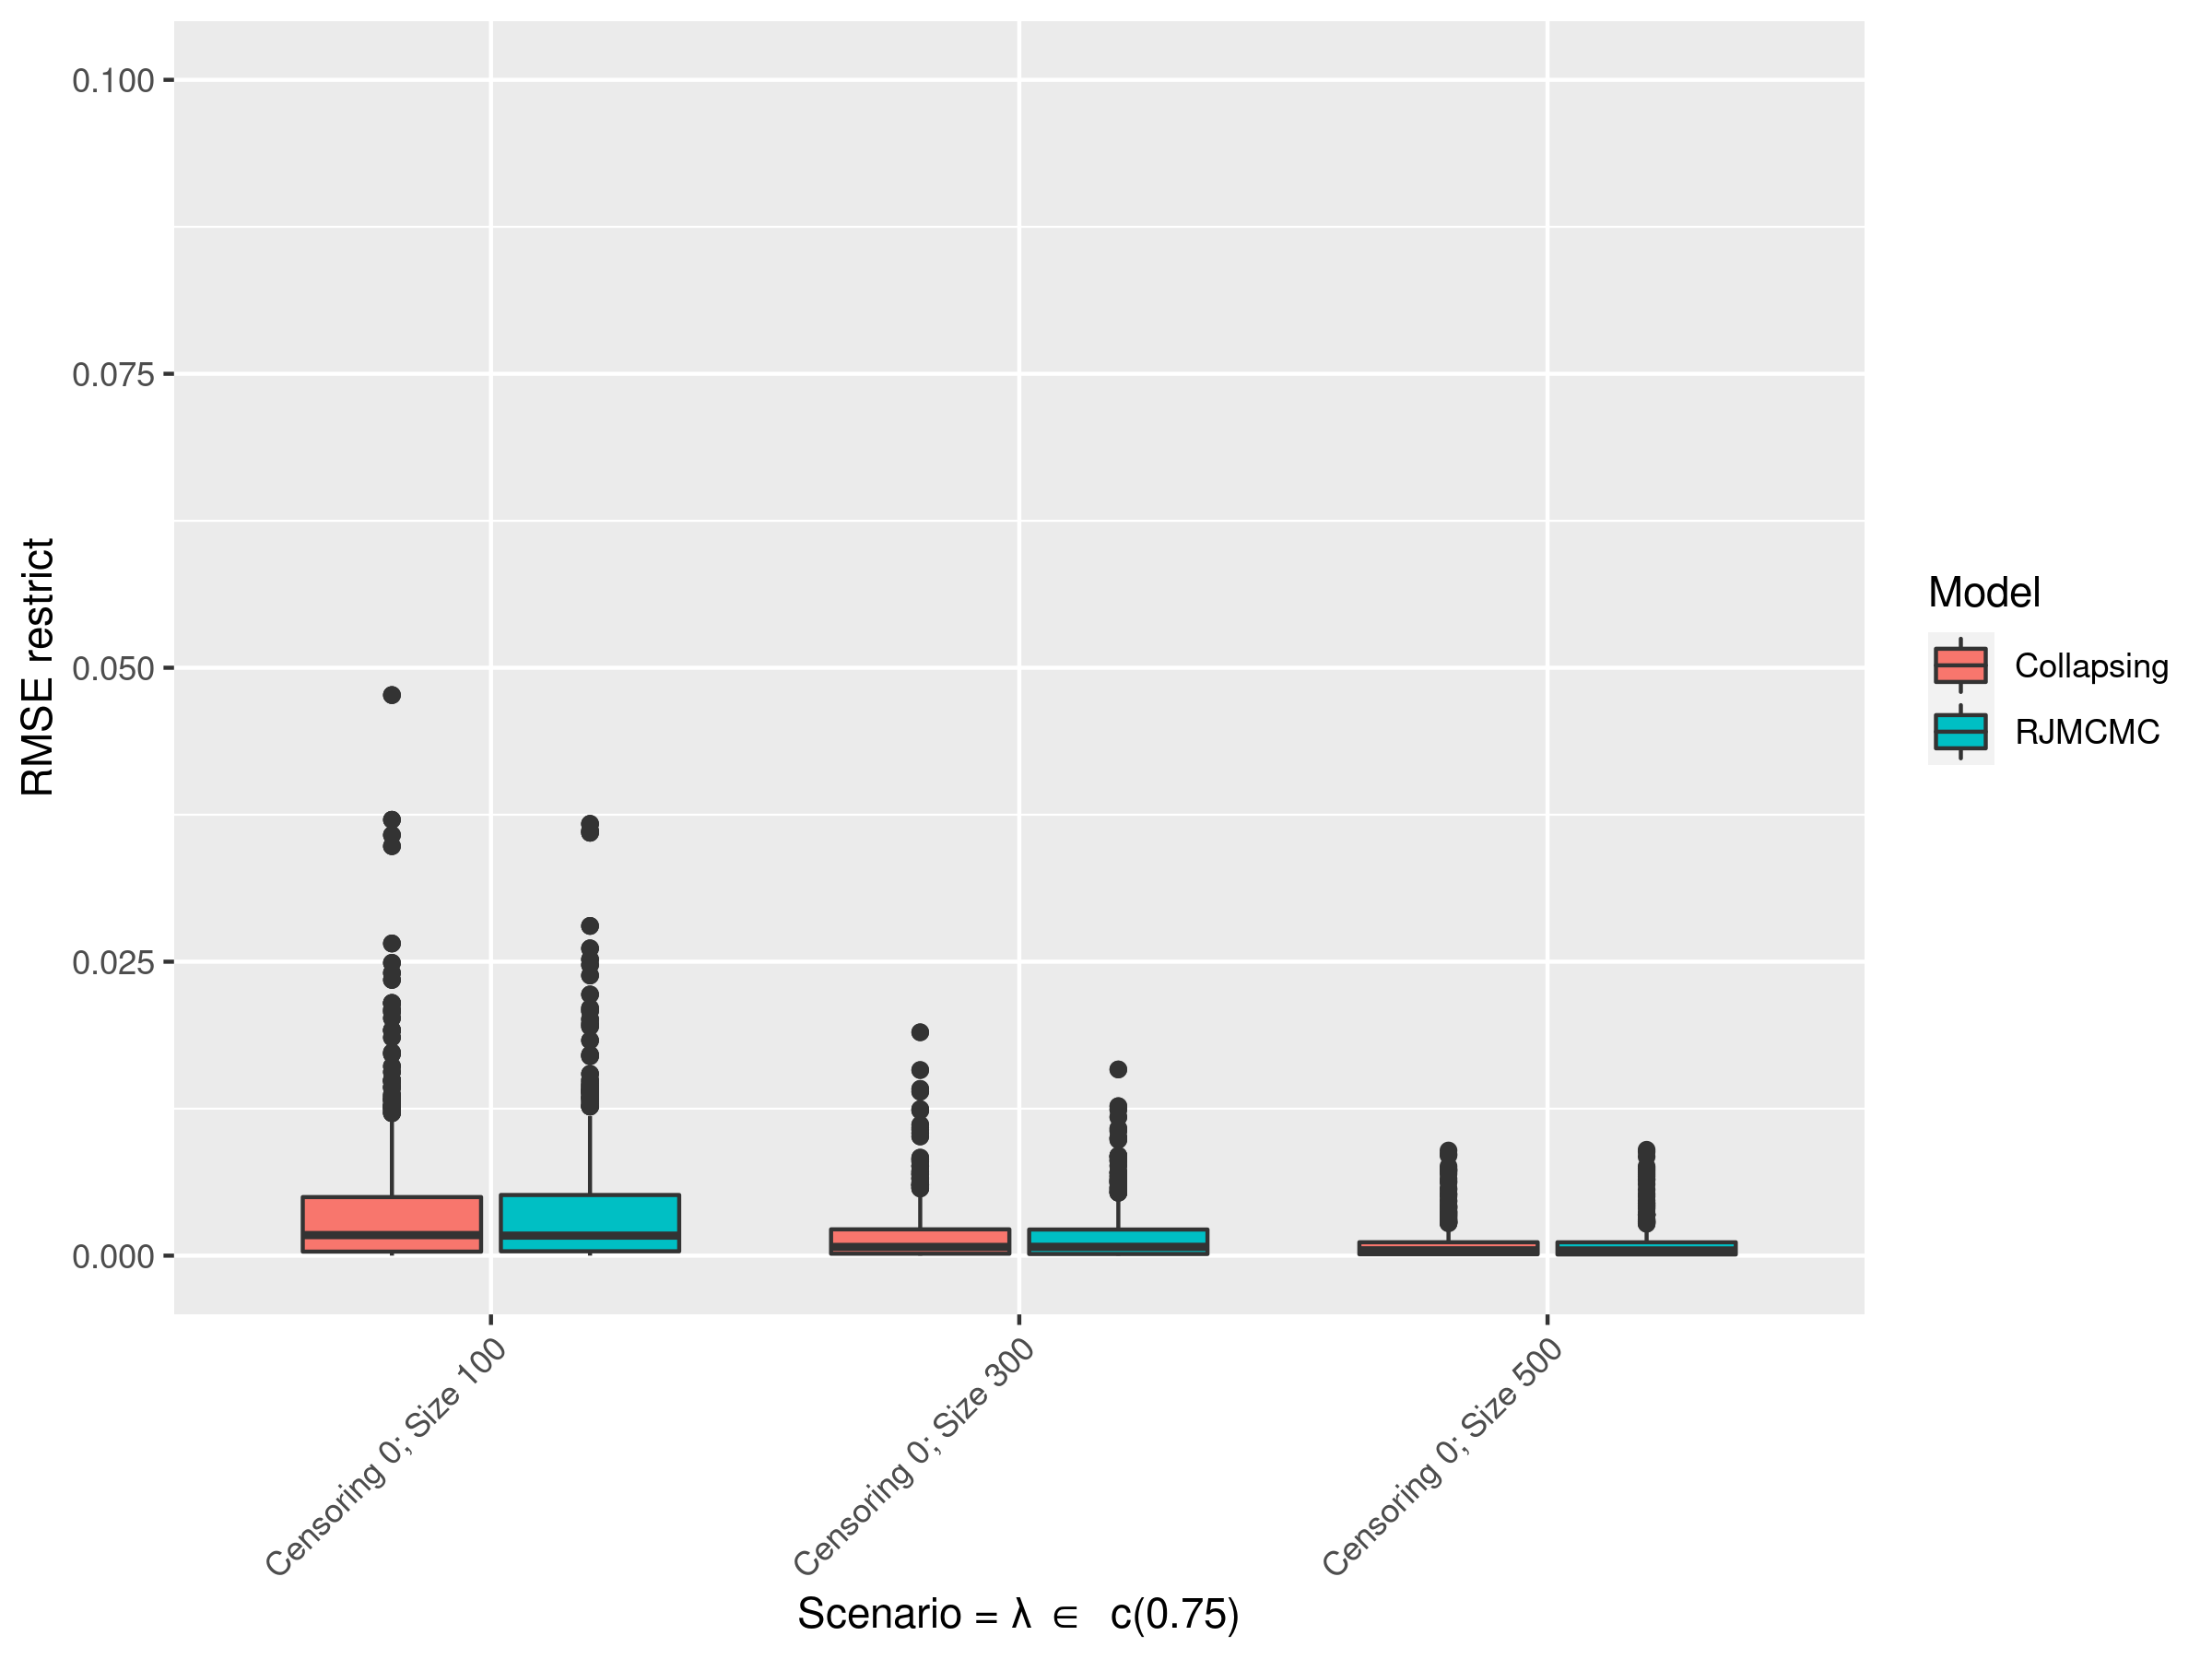 0.100
0.075
0.050
0.025
0.000
RMSE restrict
Censoring 0; Size 100
Censoring 0; Size 300
Censoring 0; Size 500
Scenario = λ ∈ c(0.75)
Model
Collapsing
RJMCMC